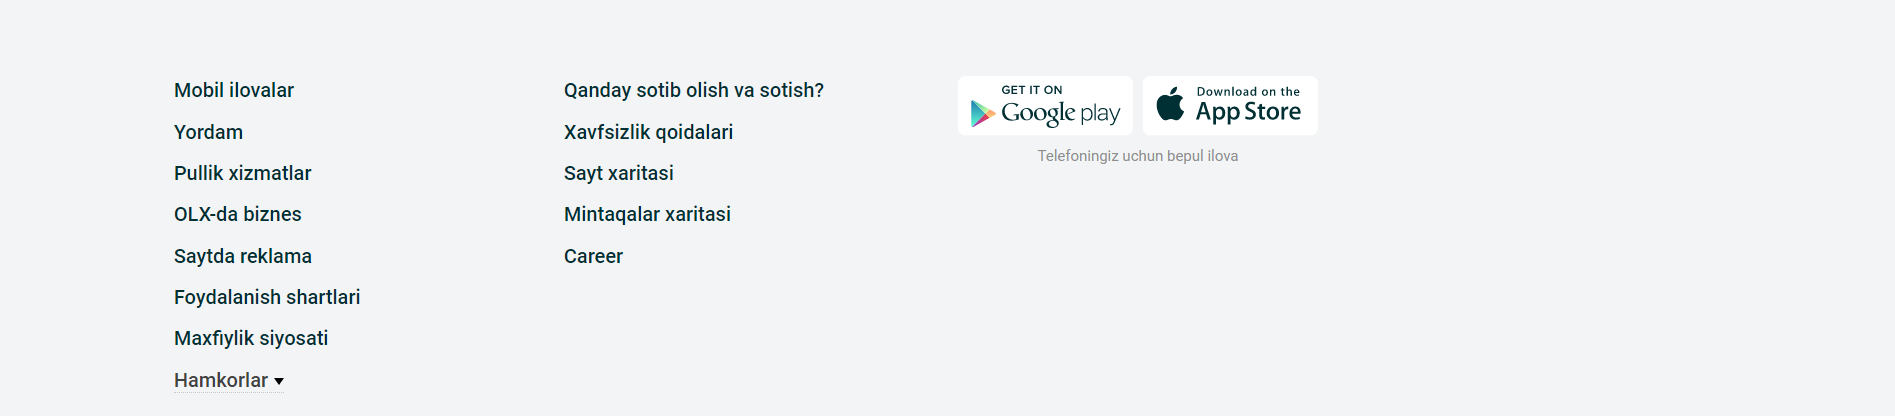 Mobil ilovalar
Yordam
Pullik xizmatlar
OLX-da biznes
Saytda reklama
Foydalanish shartlari
Maxfiylik siyosati
Hamkorlar
Qanday sotib olish va sotish?
Xavfsizlik qoidalari
Sayt xaritasi
Mintaqalar xaritasi
Career
GET IT ON
Google play
Download on the
App Store
Telefoningiz uchun bepul ilova